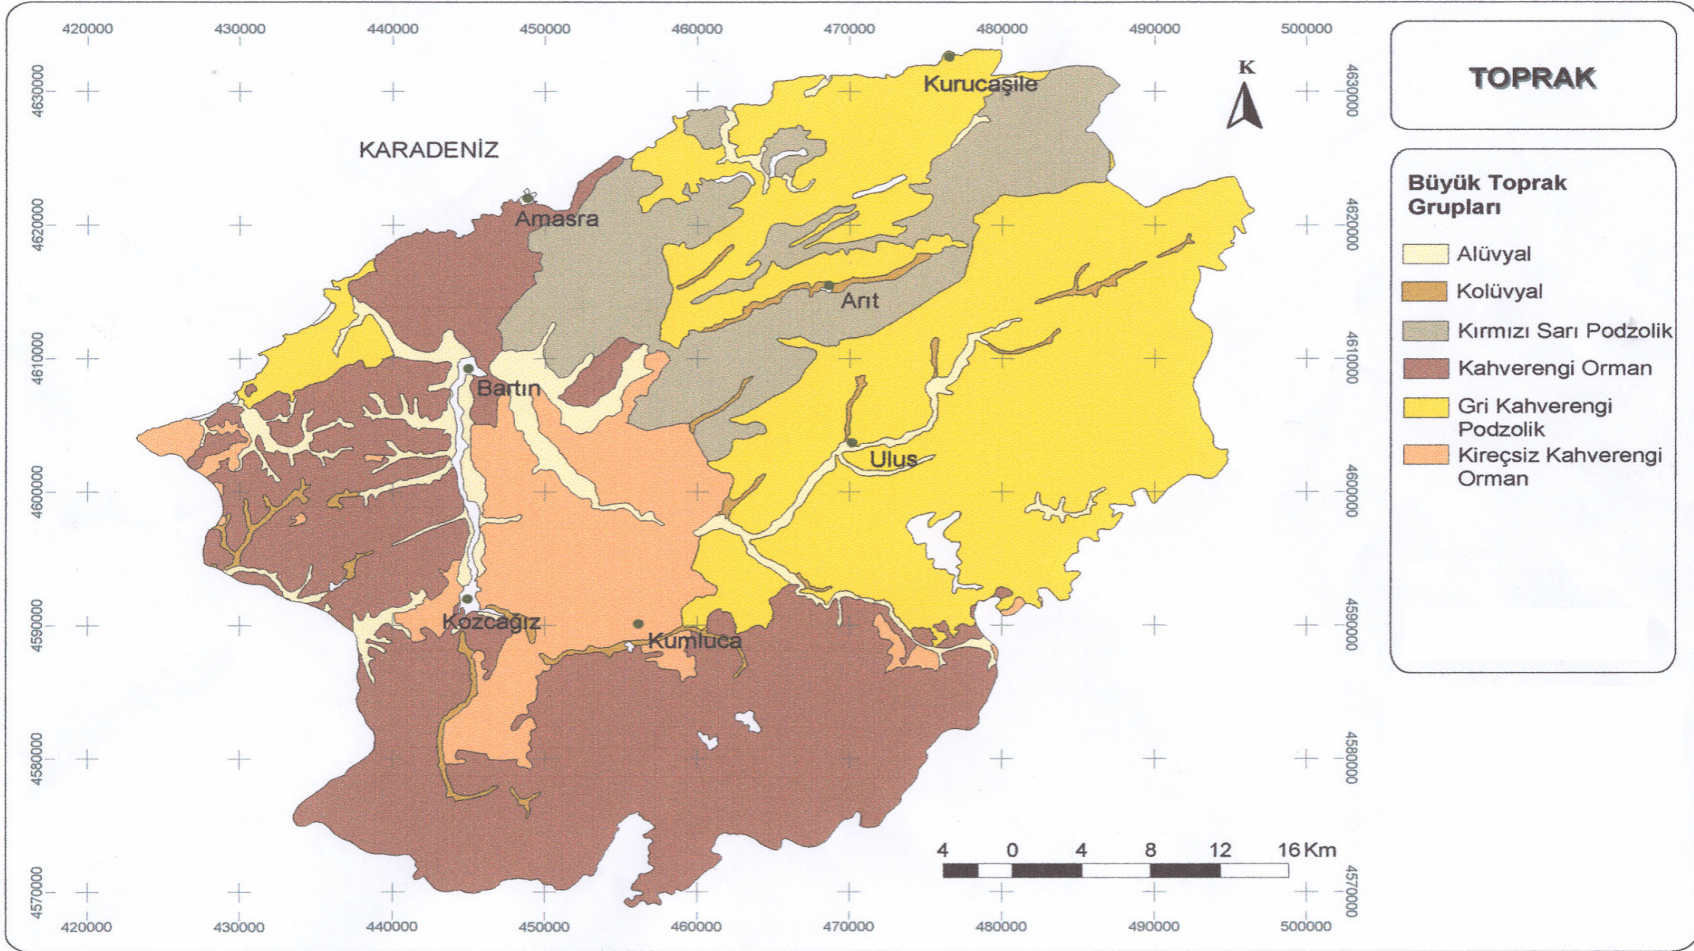 420000 430000 440000 450000 460000 470000 480000 490000 500000
TOPRAK
Büyük Toprak
Grupları
Alüvyal
Kolüvyal
Kırmızı Sarı Podzolik
Kahverengi Orman
Gri Kahverengi
Podzolik
Kireçsiz Kahverengi
Orman
K
KARADENİZ
Kurucaşile
Amasra
Arıt
Bartın
Ulus
Kozcağız
Kumluca
4630000
4620000
4610000
4600000
4590000
4580000
4570000
4630000
4620000
4610000
4600000
4590000
4580000
4570000
4 0 4 8 12 16 Km
420000 430000 440000 450000 460000 470000 480000 490000 500000